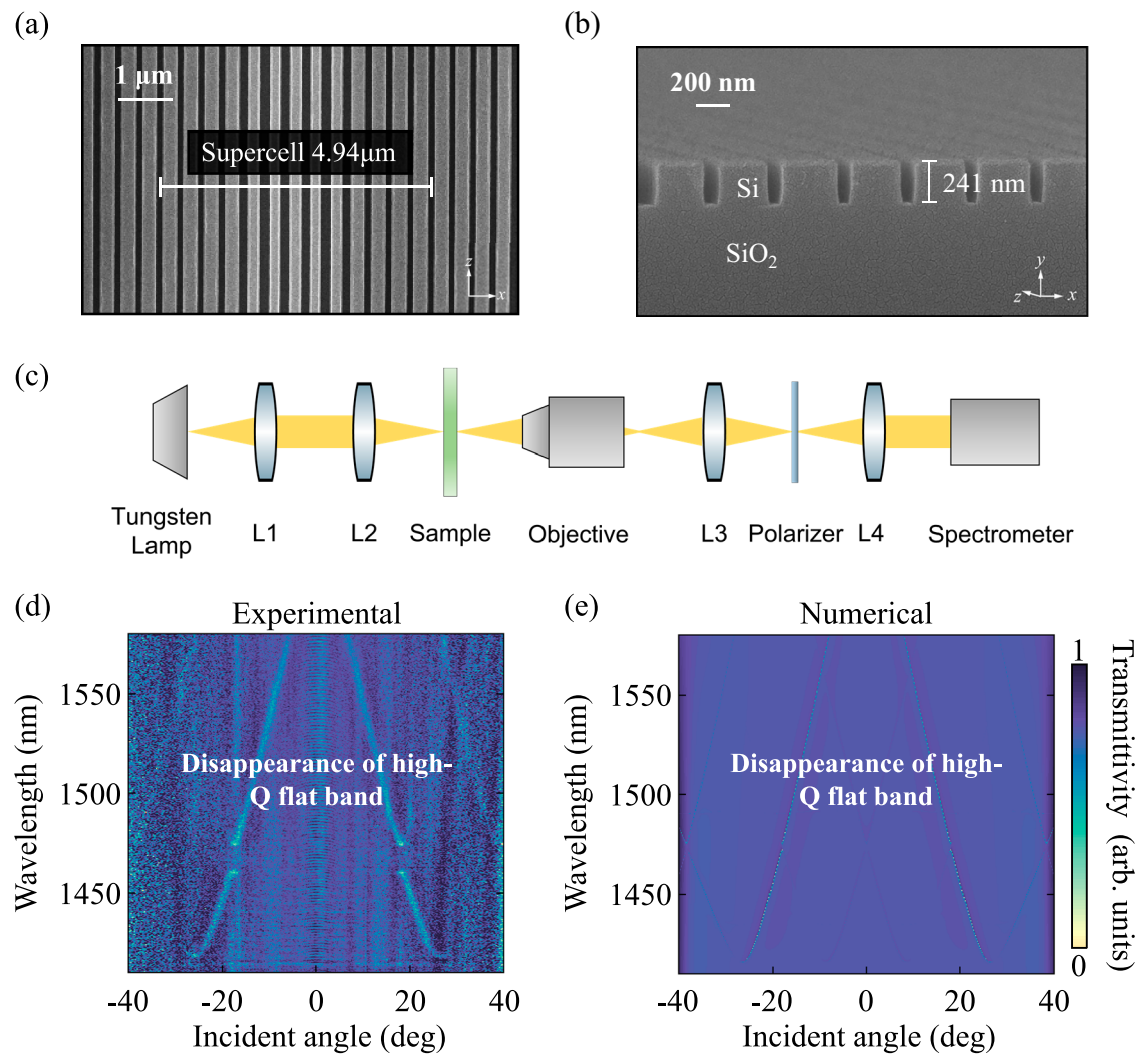 (a)
1 μm
Supercell 4.94μm
z
x
(b)
200 nm
Si
241 nm
SiO2
y
z
x
(c)
Tungsten
Lamp
L1
L2
Sample
Objective
L3
Polarizer
L4
Spectrometer
(d)
Experimental
Wavelength (nm)
1550
1500
1450
Disappearance of high-
Q flat band
-40
-20
0
20
40
Incident angle (deg)
(e)
Numerical
Wavelength (nm)
1550
1500
1450
Disappearance of high-
Q flat band
-40
-20
0
20
40
Incident angle (deg)
1
0
Transmittivity (arb. units)